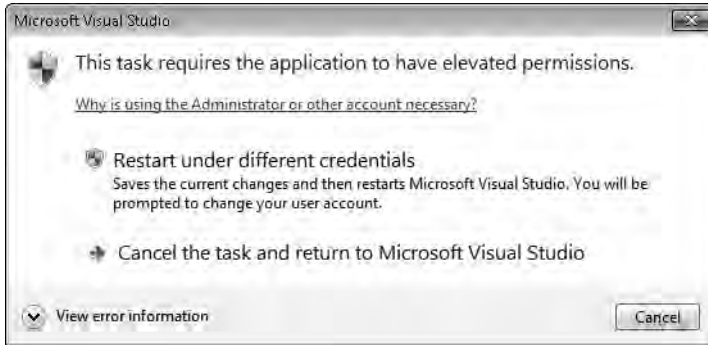 Microsoft Visual Studio
This task requires the application to have elevated permissions.
Why is using the Administrator or other account necessary?
Restart under different credentials
Saves the current changes and then restarts Microsoft Visual Studio. You will be
prompted to change your user account.
Cancel the task and return to Microsoft Visual Studio
View error information
Cancel